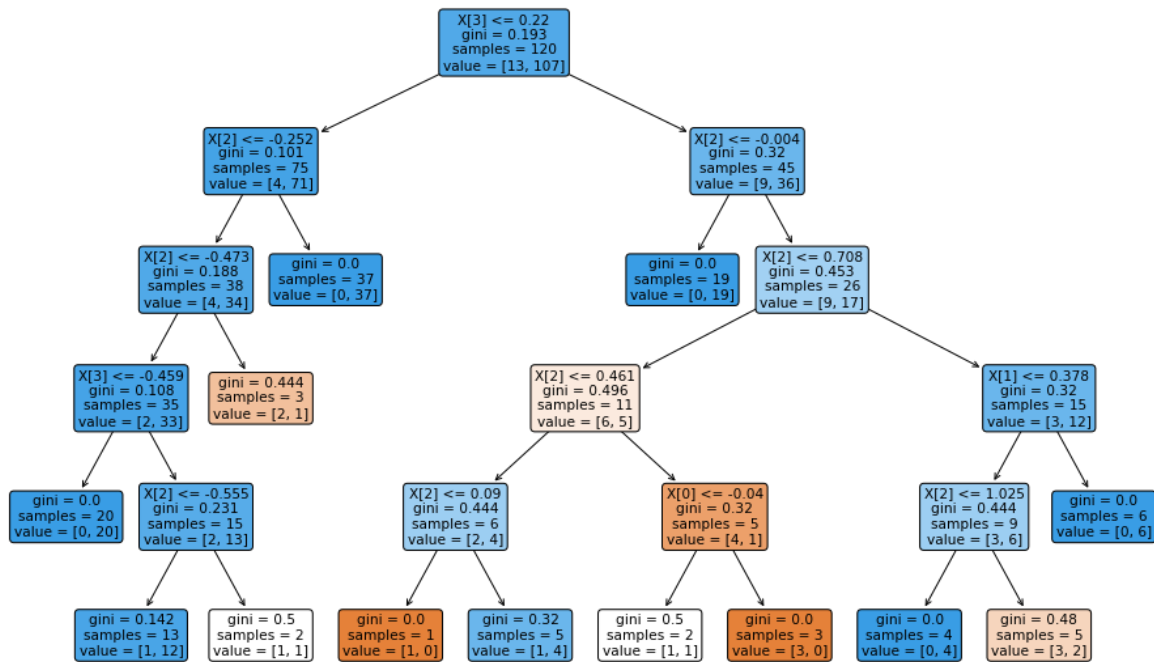 X[3] <= 0.22
gini = 0.193
samples = 120
value = [13, 107]
X[2] <= -0.252
gini = 0.101
samples = 75
value = [4, 71]
X[2] <= -0.004
gini = 0.32
samples = 45
value = [9, 36]
X[2] <= -0.473
gini = 0.188
samples = 38
value = [4, 34]
gini = 0.0
samples = 37
value = [0, 37]
gini = 0.0
samples = 19
value = [0, 19]
X[2] <= 0.708
gini = 0.453
samples = 26
value = [9, 17]
X[3] <= -0.459
gini = 0.108
samples = 35
value = [2, 33]
gini = 0.444
samples = 3
value = [2, 1]
X[2] <= 0.461
gini = 0.496
samples = 11
value = [6, 5]
X[1] <= 0.378
gini = 0.32
samples = 15
value = [3, 12]
gini = 0.0
samples = 20
value = [0, 20]
X[2] <= -0.555
gini = 0.231
samples = 15
value = [2, 13]
X[2] <= 0.09
gini = 0.444
samples = 6
value = [2, 4]
X[0] <= -0.04
gini = 0.32
samples = 5
value = [4, 1]
X[2] <= 1.025
gini = 0.444
samples = 9
value = [3, 6]
gini = 0.0
samples = 6
value = [0, 6]
gini = 0.142
samples = 13
value = [1, 12]
gini = 0.5
samples = 2
value = [1, 1]
gini = 0.0
samples = 1
value = [1, 0]
gini = 0.32
samples = 5
value = [1, 4]
gini = 0.5
samples = 2
value = [1, 1]
gini = 0.0
samples = 3
value = [3, 0]
gini = 0.0
samples = 4
value = [0, 4]
gini = 0.48
samples = 5
value = [3, 2]